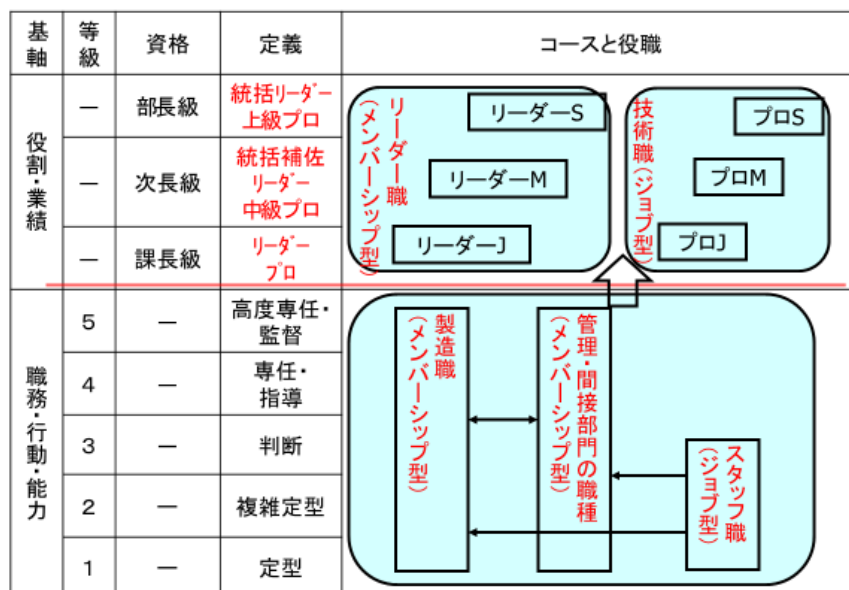 基軸
等級
資格
定義
コースと役職
役割・業績
―
部長級
統括リーダー
上級プロ
―
次長級
統括補佐
リーダー
中級プロ
―
課長級
リーダー
プロ
リーダー職
(メンバーシップ型)
リーダーS
リーダーM
リーダーJ
技術職(ジョブ型)
プロS
プロM
プロJ
職務・行動・能力
5
―
高度専任・
監督
4
―
専任・
指導
3
―
判断
2
―
複雑定型
1
―
定型
製造職
(メンバーシップ型)
管理・間接部門の職種
(メンバーシップ型)
スタッフ職
(ジョブ型)